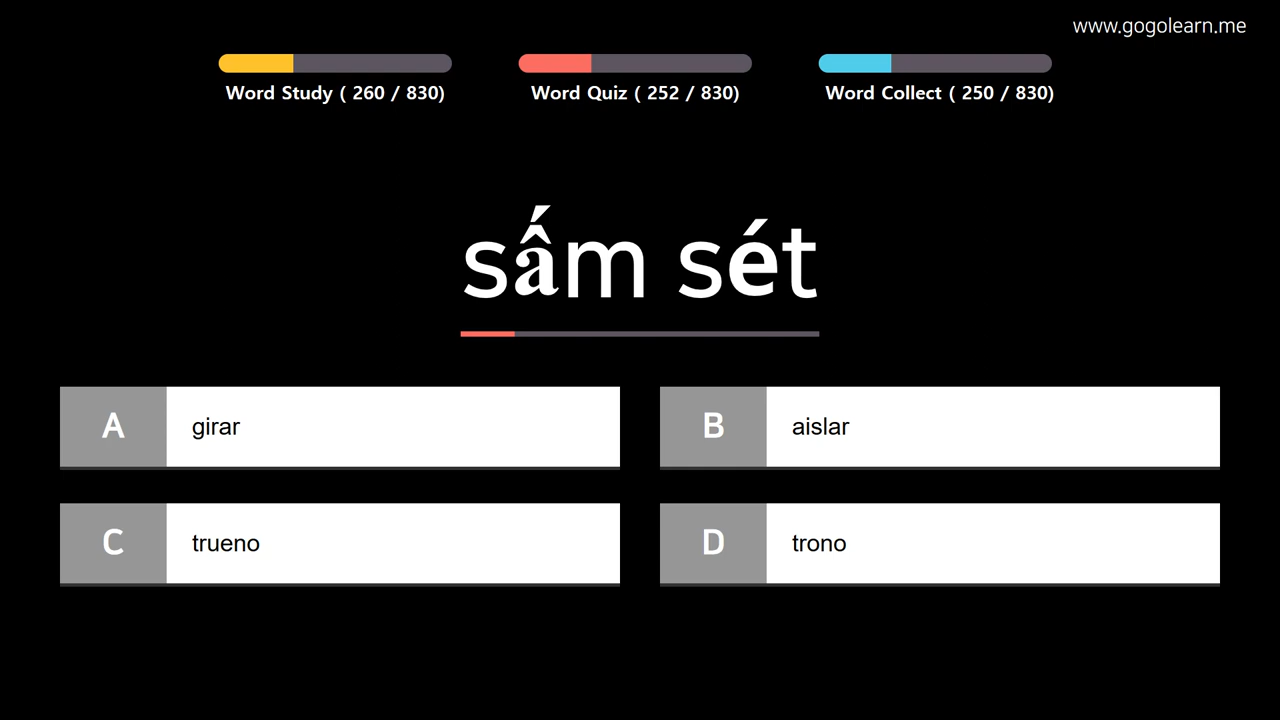 www.gogolearn.me
Word Study ( 260 / 830)
Word Quiz ( 252 / 830)
Word Collect ( 250 / 830)
sấm sét
A
girar
B
aislar
C
trueno
D
trono